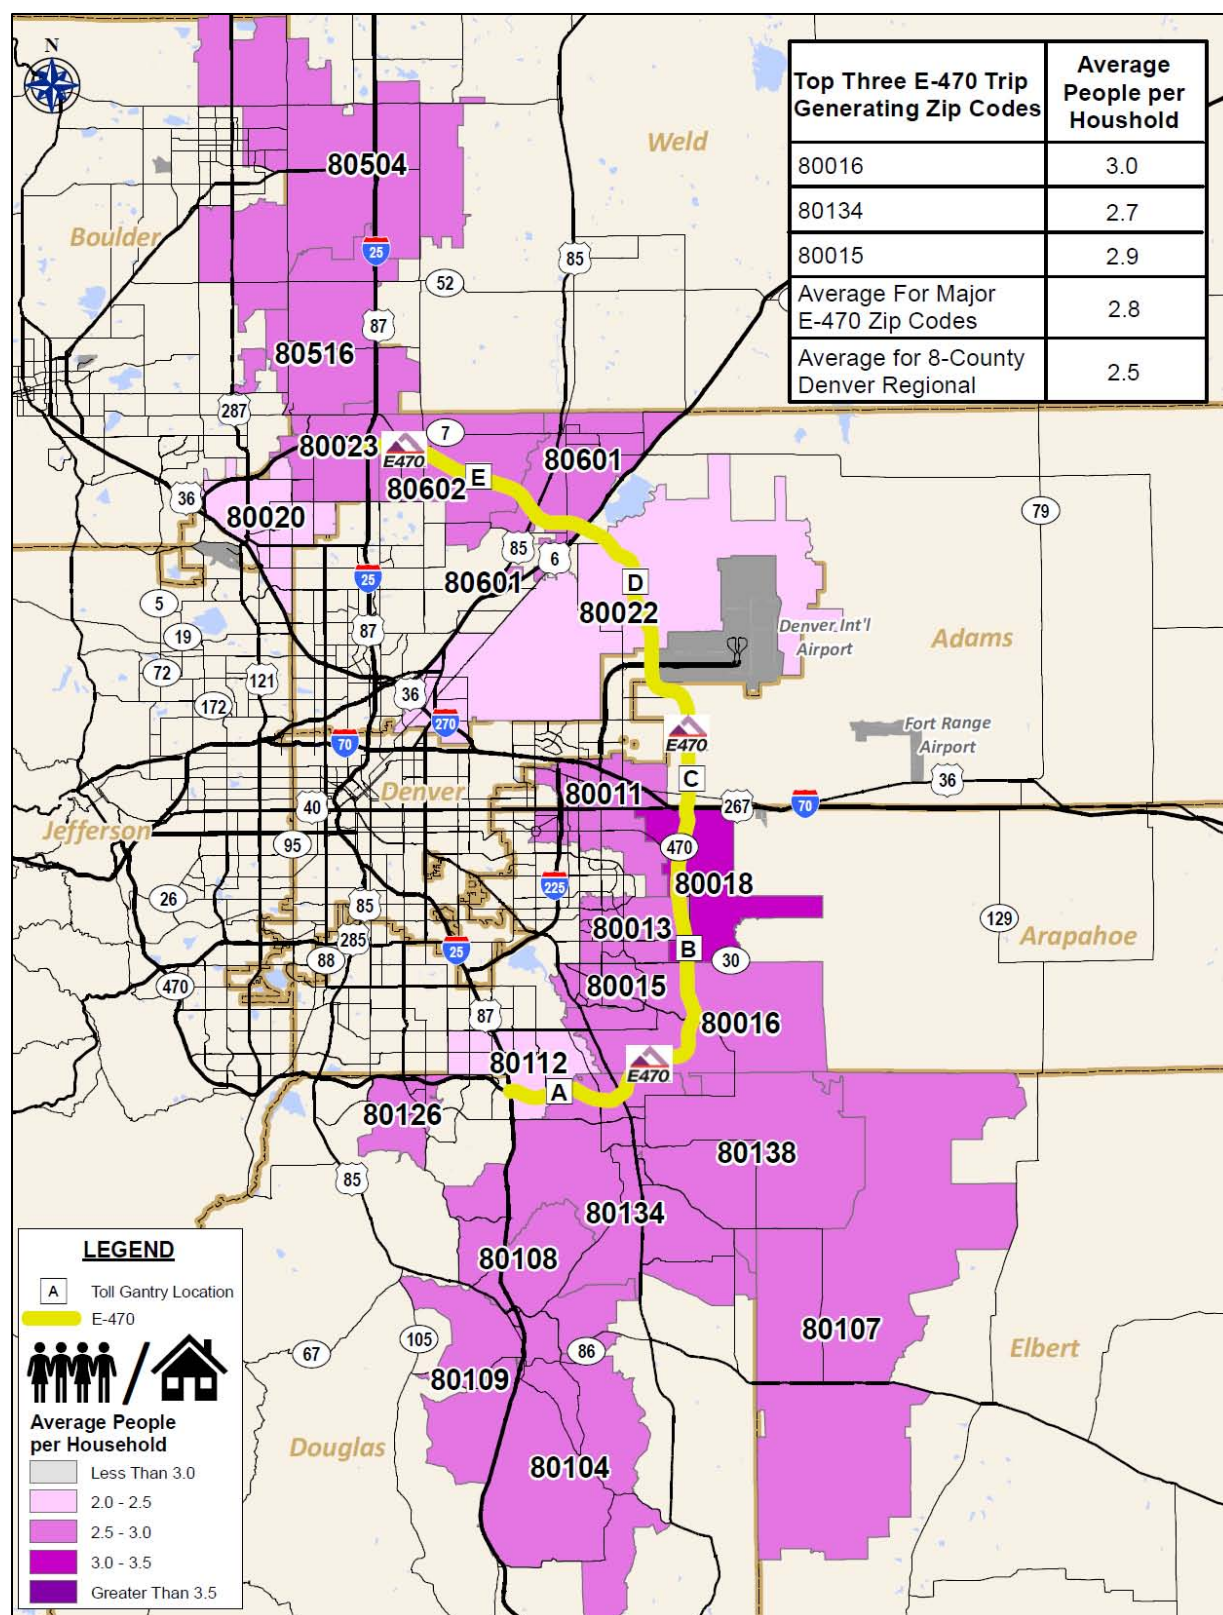 N
Top Three E-470 Trip
Generating Zip Codes
Average
People per
Houshold
80016
3.0
80134
2.7
80015
2.9
Average For Major
E-470 Zip Codes
2.8
Average for 8-County
Denver Regional
2.5
Weld
80504
Boulder
25
85
52
87
80516
287
7
80023
E470
80601
80602
E
36
80020
79
85
6
25
80601
D
5
80022
87
19
Denver Int'l
Airport
Adams
72
121
36
172
270
E470
Fort Range
Airport
70
C
36
Denver
80011
40
267
70
Jefferson
95
470
225
80018
26
85
80013
129
285
Arapahoe
25
B
88
30
470
80015
87
80016
80112
E470
A
80126
80138
85
80134
80108
80107
105
86
67
Elbert
80109
Douglas
80104
LEGEND
A Toll Gantry Location
E-470
/
Average People
per Household
Less Than 3.0
2.0 - 2.5
2.5 - 3.0
3.0 - 3.5
Greater Than 3.5